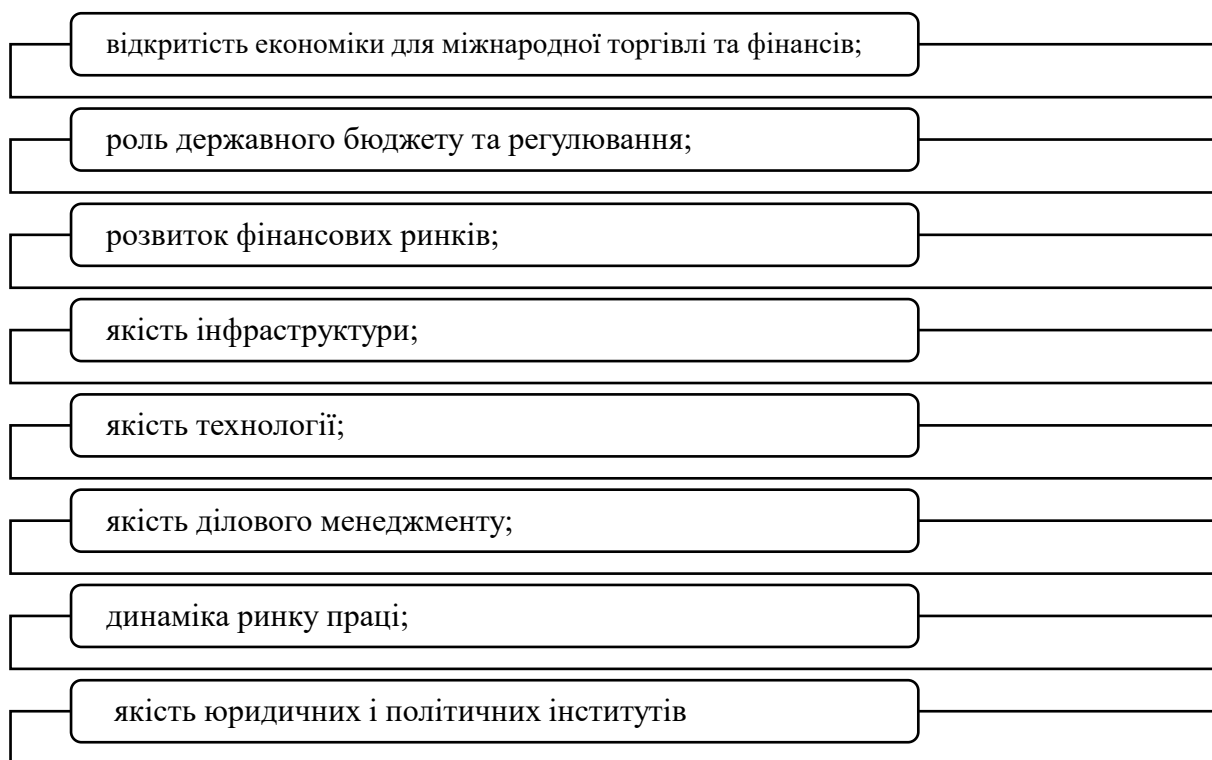 відкритість економіки для міжнародної торгівлі та фінансів;
роль державного бюджету та регулювання;
розвиток фінансових ринків;
якість інфраструктури;
якість технології;
якість ділового менеджменту;
динаміка ринку праці;
якість юридичних і політичних інститутів